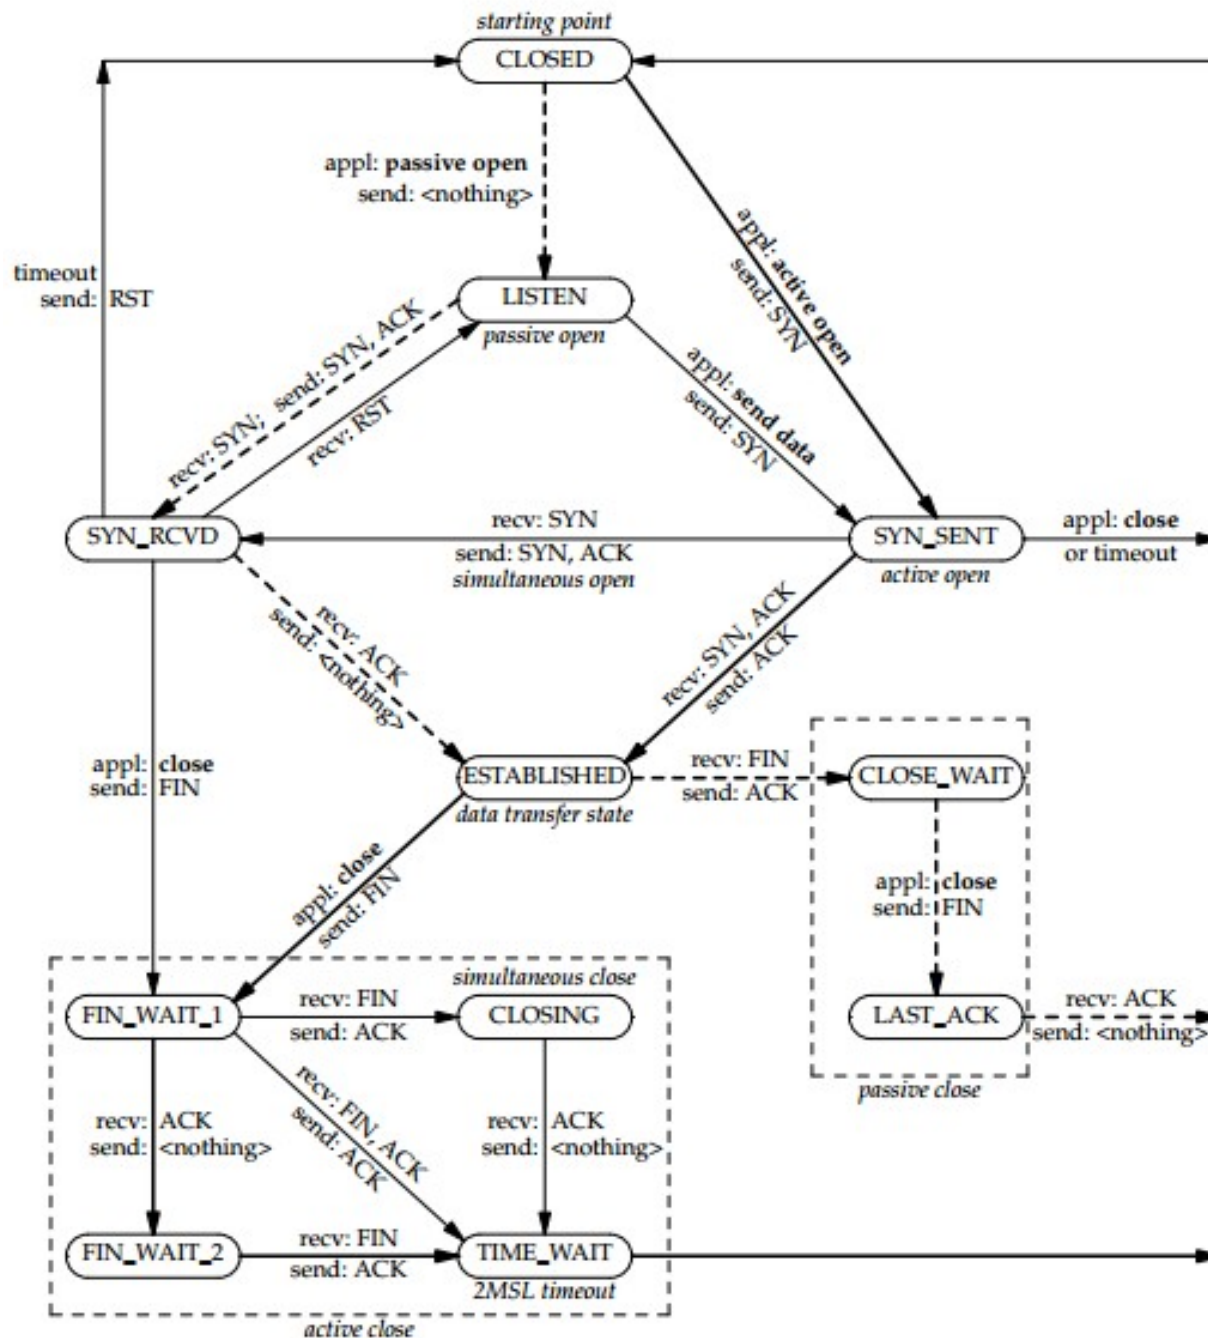 starting point
CLOSED
appl: passive open
send: <nothing>
appl: active open
send: SYN
timeout
send: RST
LISTEN
passive open
recv: SYN; send: SYN, ACK
recv: RST
appl: send data
send: SYN
SYN_RCVD
recv: SYN
send: SYN, ACK
simultaneous open
SYN_SENT
active open
appl: close
or timeout
recv: ACK
send: <nothing>
recv: SYN, ACK
send: ACK
appl: close
send: FIN
ESTABLISHED
data transfer state
recv: FIN
send: ACK
CLOSE_WAIT
appl: close
send: FIN
appl: close
send: FIN
simultaneous close
FIN_WAIT_1
recv: FIN
send: ACK
CLOSING
LAST_ACK
recv: ACK
send: <nothing>
passive close
recv: ACK
send: <nothing>
recv: FIN, ACK
send: ACK
recv: ACK
send: <nothing>
FIN_WAIT_2
recv: FIN
send: ACK
TIME_WAIT
2MSL timeout
active close